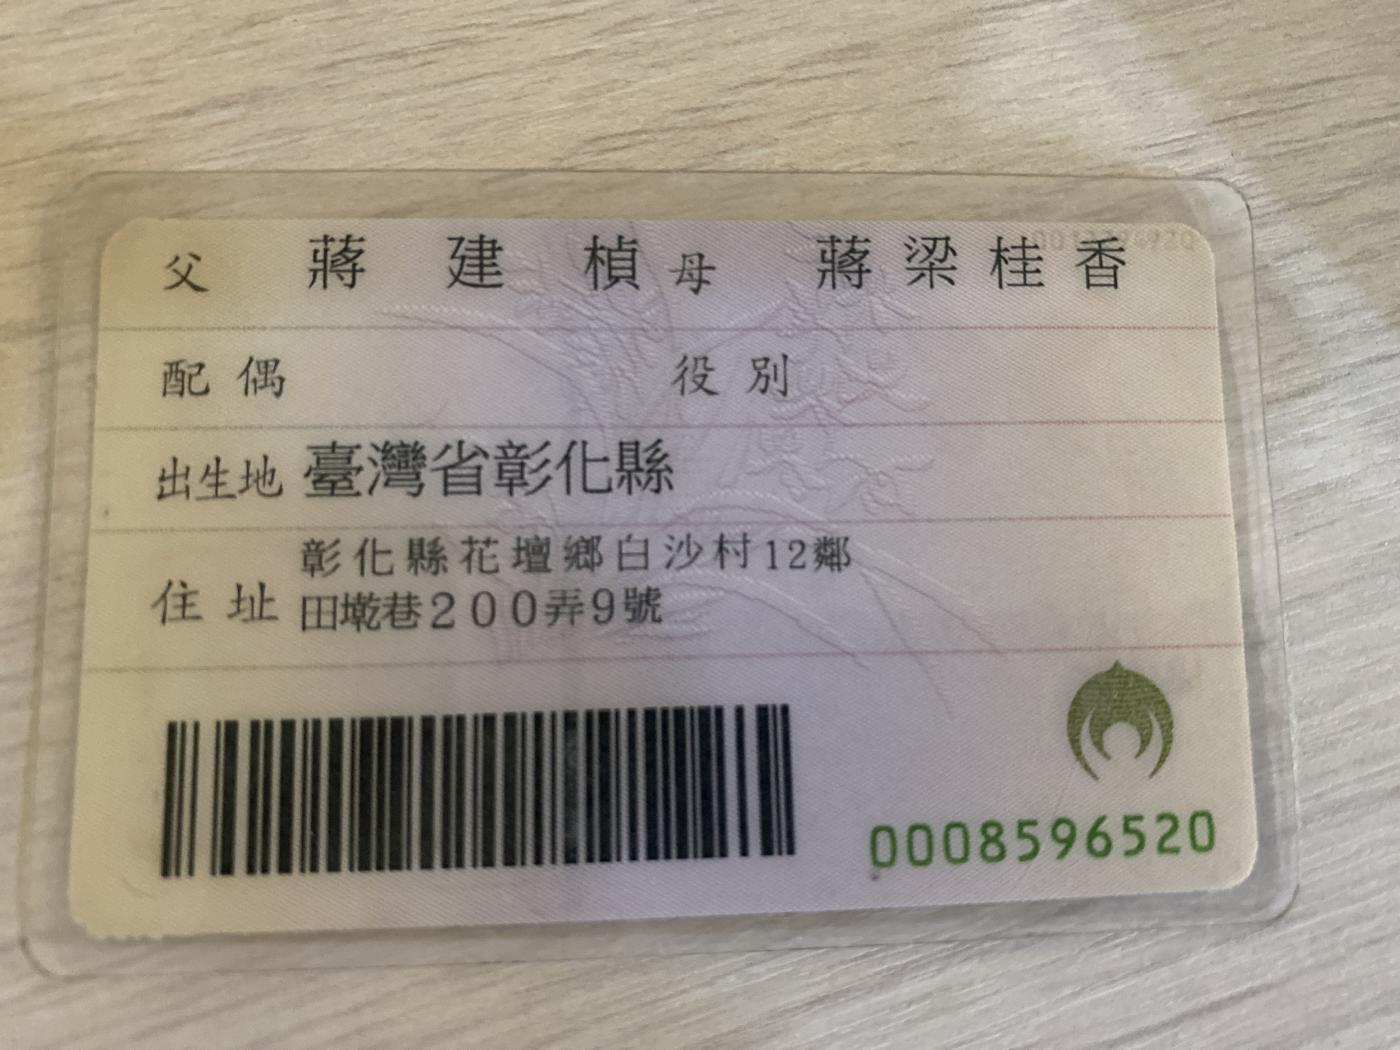 父 蔣建楨 母 蔣梁桂香
配偶 役別
出生地 臺灣省彰化縣
住址 彰化縣花壇鄉白沙村12鄰
田墘巷200弄9號
0008596520